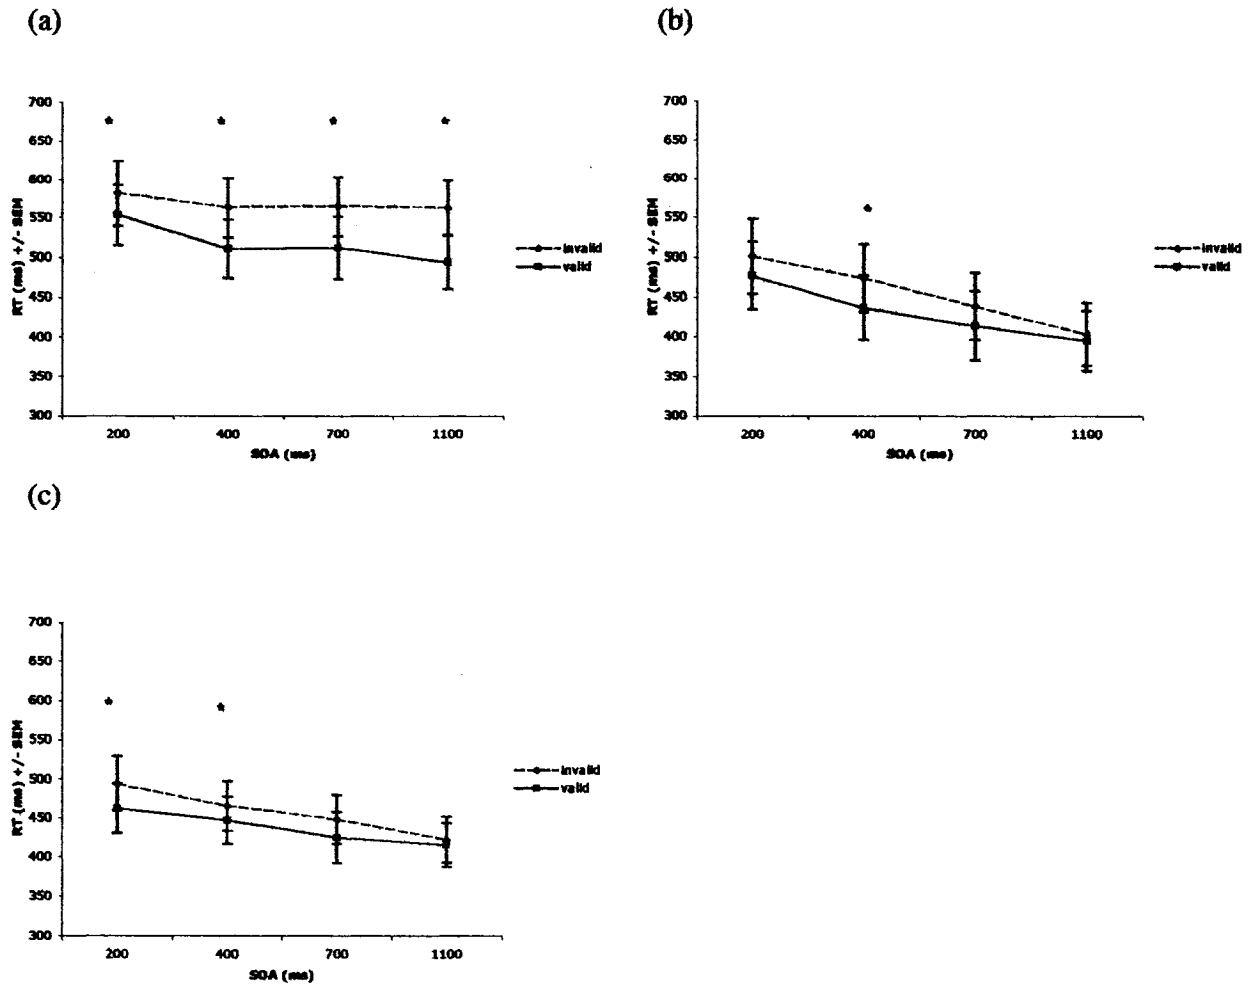 (a)
700
650
600
550
500
450
400
350
300
RT (ms) +/- SEM
* * * *
200 400 700 1100
SOA (ms)
invalid
valid
(b)
700
650
600
550
500
450
400
350
300
RT (ms) +/- SEM
*
200 400 700 1100
SOA (ms)
invalid
valid
(c)
700
650
600
550
500
450
400
350
300
RT (ms) +/- SEM
* *
200 400 700 1100
SOA (ms)
invalid
valid